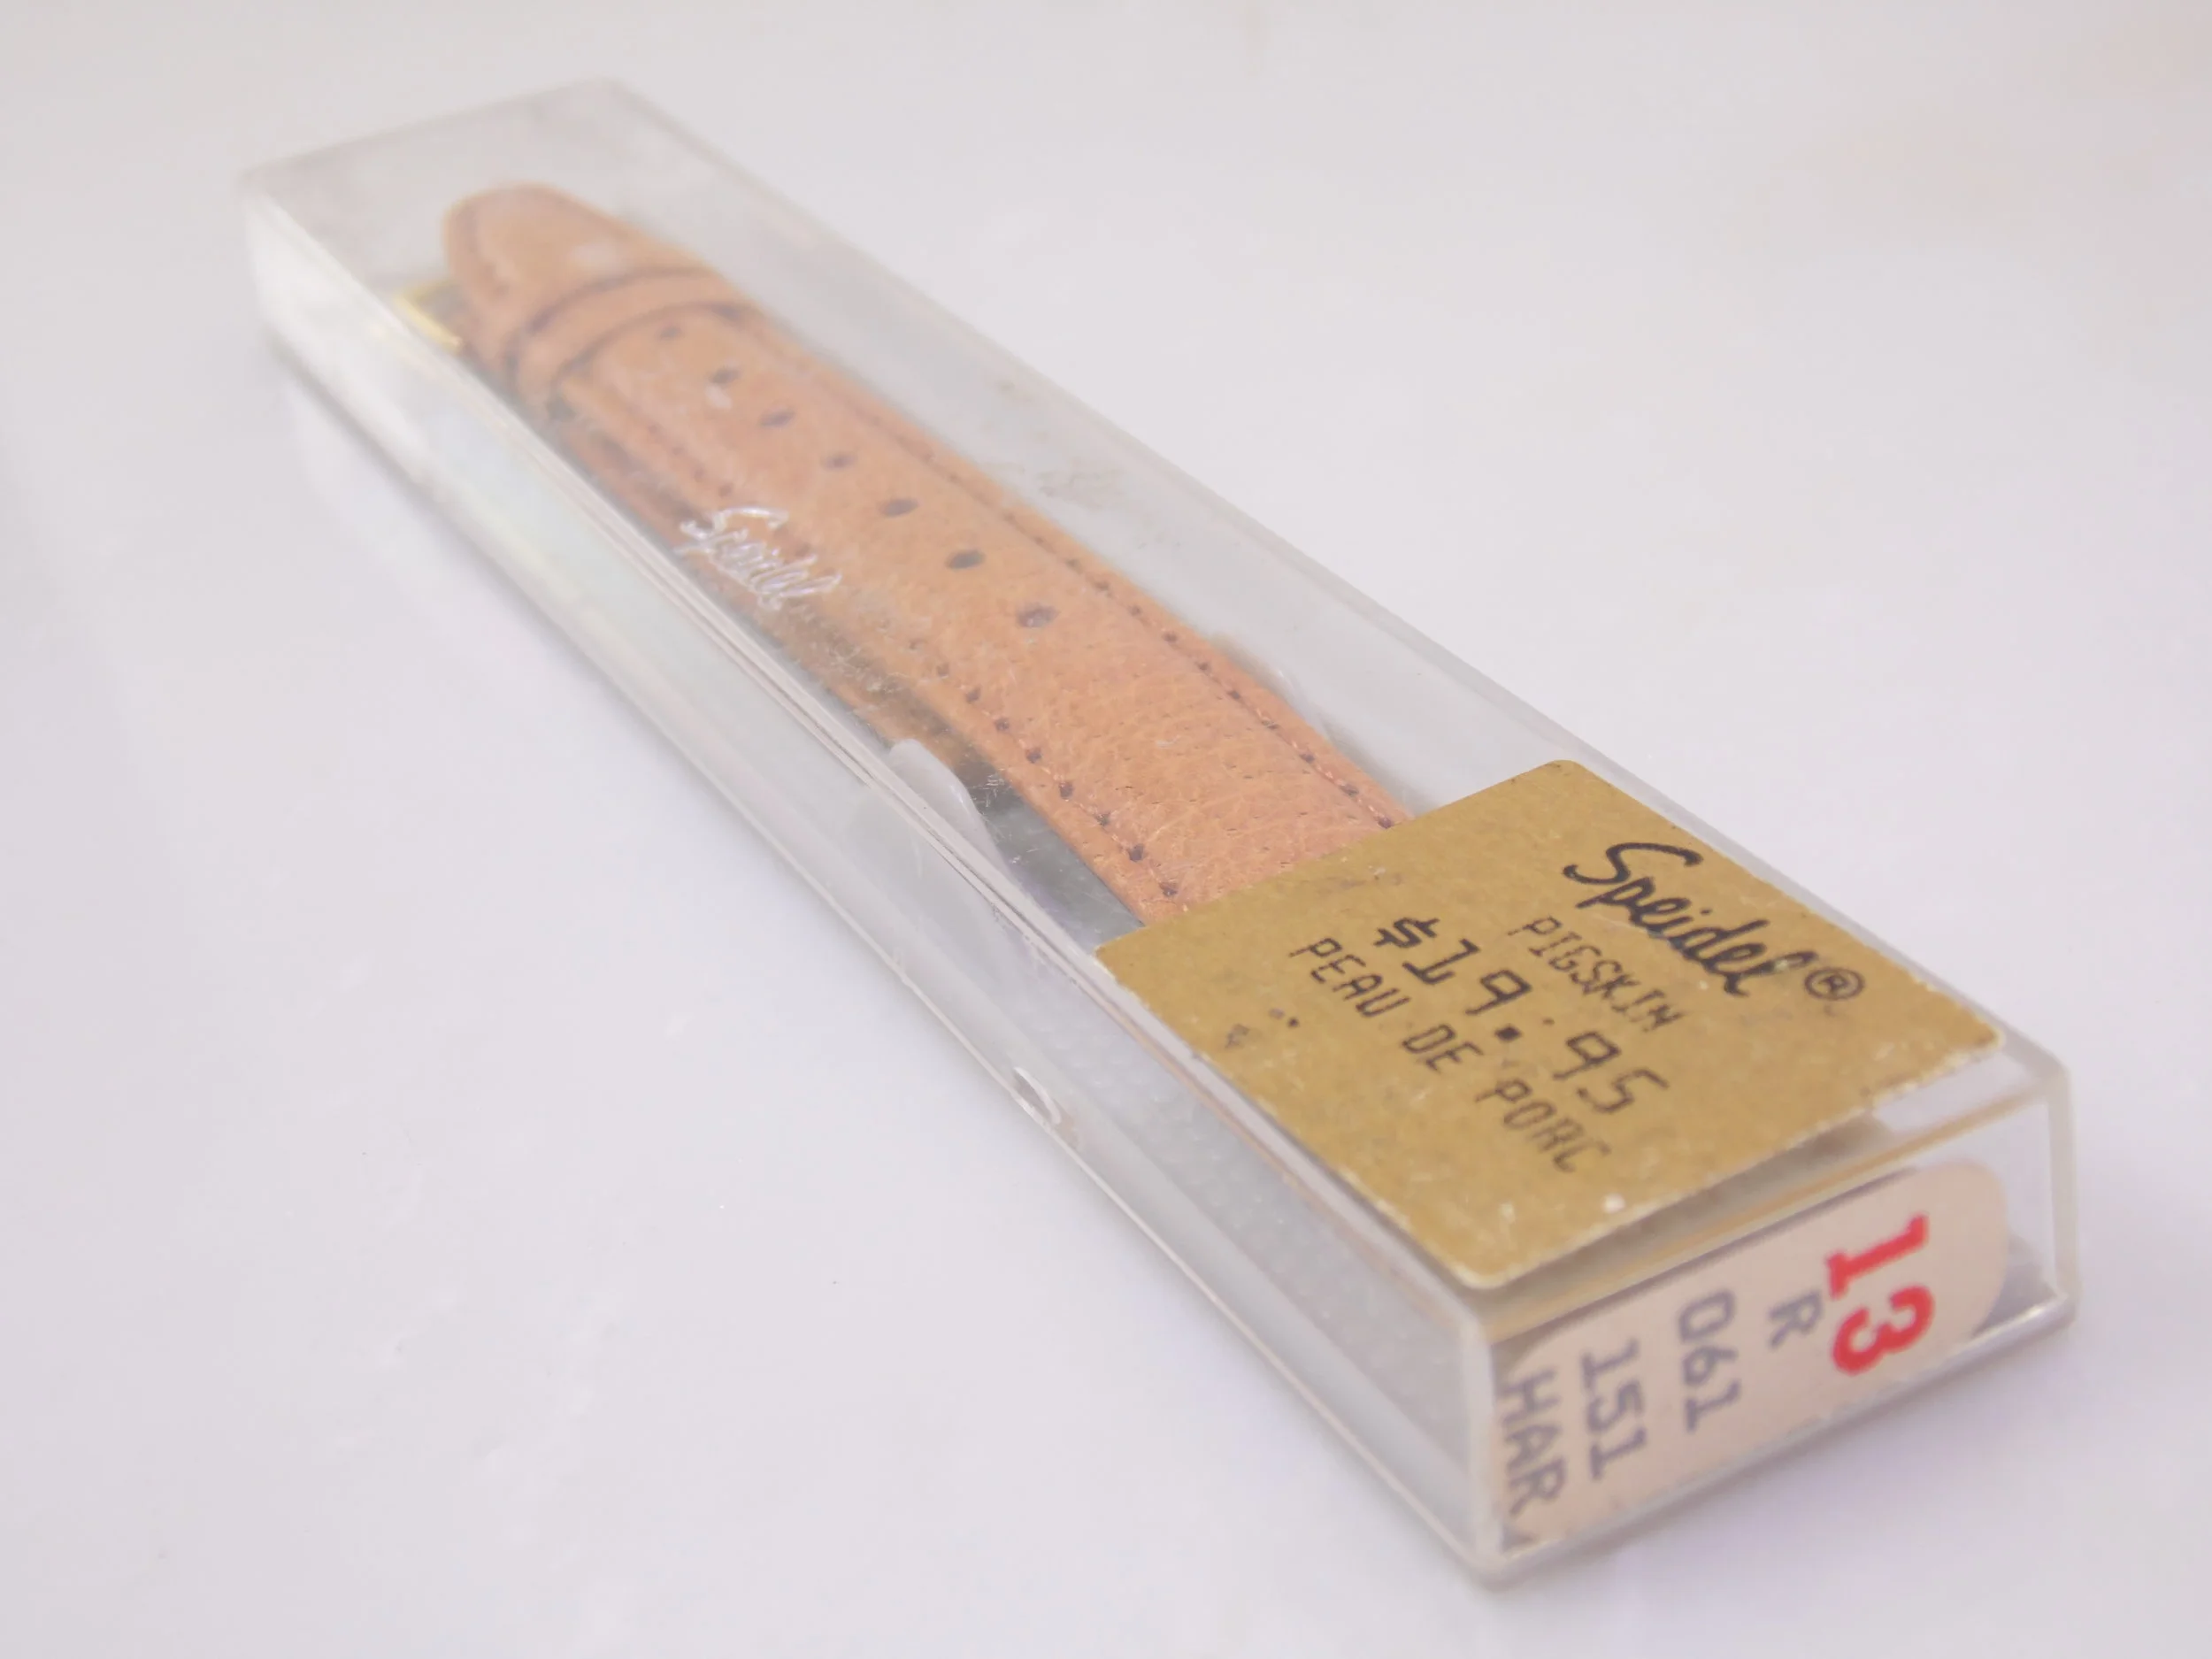 Speidel
Speidel®
PIGSKIN
$19.95
PEAU DE PORC
13
R
061
151
HAR